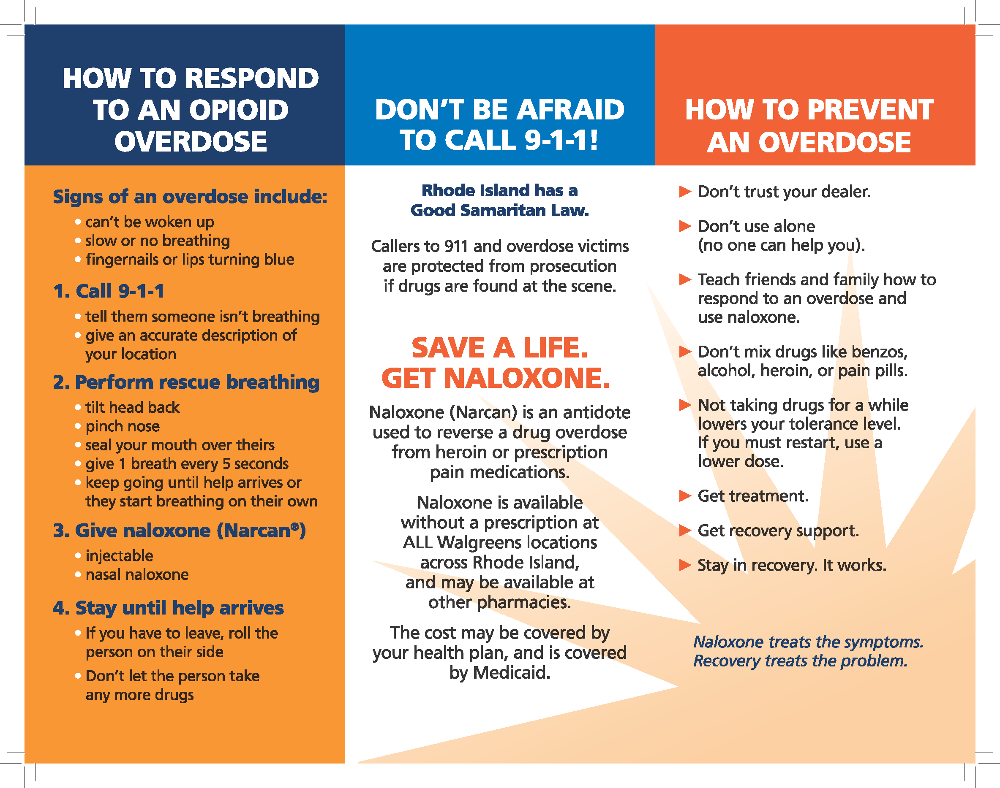 HOW TO RESPOND
TO AN OPIOID
OVERDOSE
Signs of an overdose include:
• can’t be woken up
• slow or no breathing
• fingernails or lips turning blue
1. Call 9-1-1
• tell them someone isn’t breathing
• give an accurate description of
your location
2. Perform rescue breathing
• tilt head back
• pinch nose
• seal your mouth over theirs
• give 1 breath every 5 seconds
• keep going until help arrives or
they start breathing on their own
3. Give naloxone (Narcan®)
• injectable
• nasal naloxone
4. Stay until help arrives
• If you have to leave, roll the
person on their side
• Don’t let the person take
any more drugs
DON’T BE AFRAID
TO CALL 9-1-1!
Rhode Island has a
Good Samaritan Law.
Callers to 911 and overdose victims
are protected from prosecution
if drugs are found at the scene.
SAVE A LIFE.
GET NALOXONE.
Naloxone (Narcan) is an antidote
used to reverse a drug overdose
from heroin or prescription
pain medications.
Naloxone is available
without a prescription at
ALL Walgreens locations
across Rhode Island,
and may be available at
other pharmacies.
The cost may be covered by
your health plan, and is covered
by Medicaid.
HOW TO PREVENT
AN OVERDOSE
► Don’t trust your dealer.
► Don’t use alone
(no one can help you).
► Teach friends and family how to
respond to an overdose and
use naloxone.
► Don’t mix drugs like benzos,
alcohol, heroin, or pain pills.
► Not taking drugs for a while
lowers your tolerance level.
If you must restart, use a
lower dose.
► Get treatment.
► Get recovery support.
► Stay in recovery. It works.
Naloxone treats the symptoms.
Recovery treats the problem.